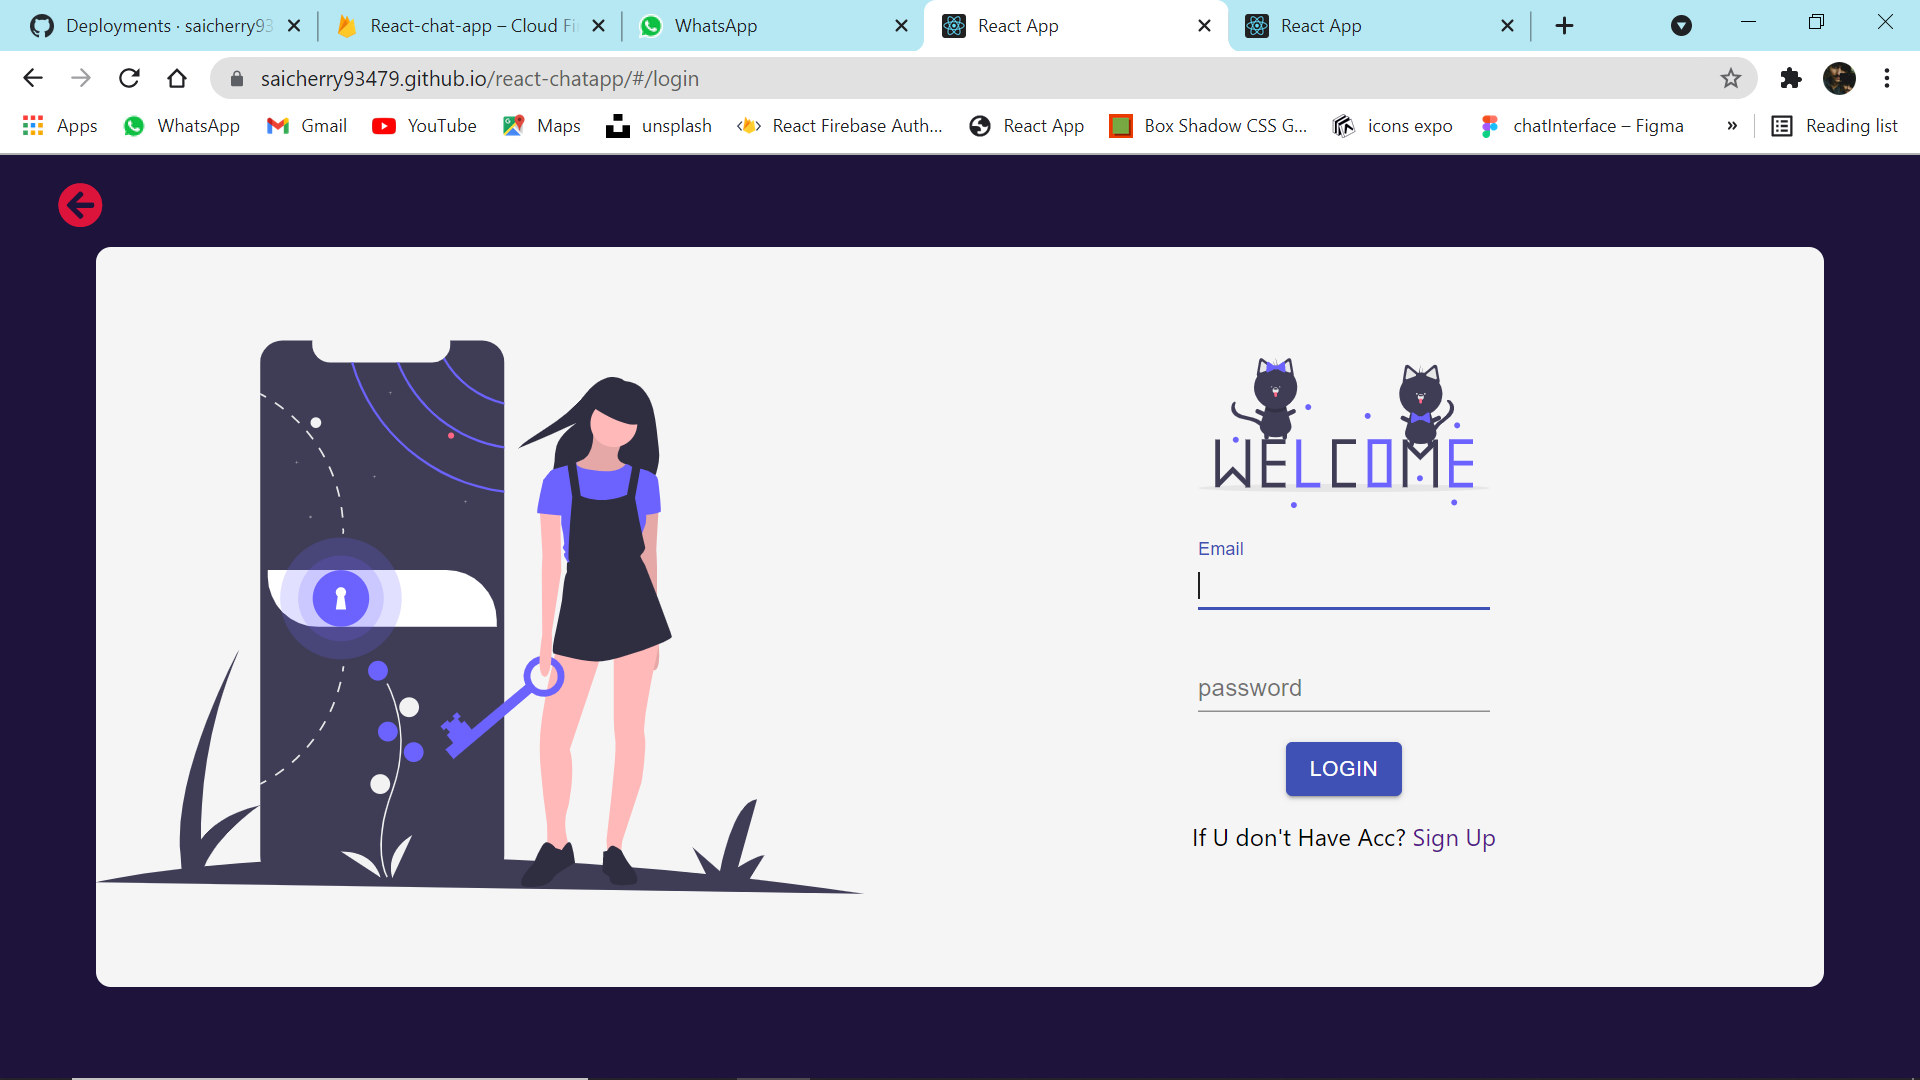 Deployments · saicherry93
React-chat-app – Cloud Fi
WhatsApp
React App
React App
saicherry93479.github.io/react-chatapp/#/login
Apps
WhatsApp
Gmail
YouTube
Maps
unsplash
React Firebase Auth...
React App
Box Shadow CSS G...
icons expo
chatInterface – Figma
»
Reading list
WELCOME
Email
password
LOGIN
If U don't Have Acc? Sign Up